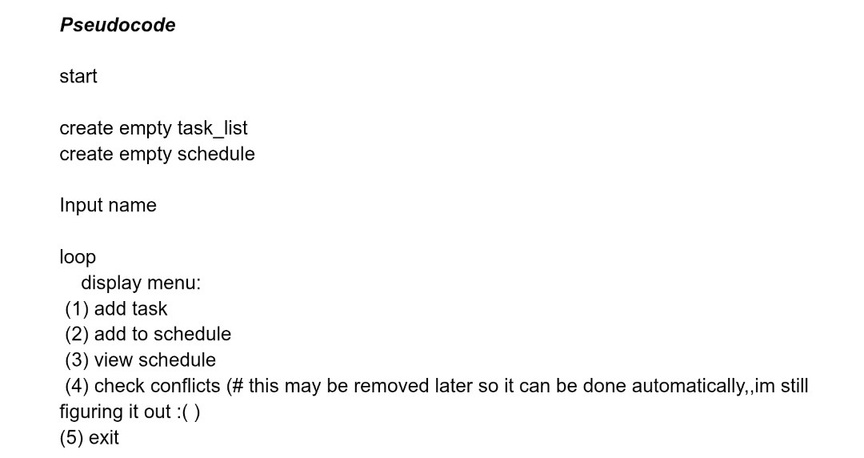 Pseudocode
start
create empty task_list
create empty schedule
Input name
loop
display menu:
(1) add task
(2) add to schedule
(3) view schedule
(4) check conflicts (# this may be removed later so it can be done automatically,,im still
figuring it out :( )
(5) exit